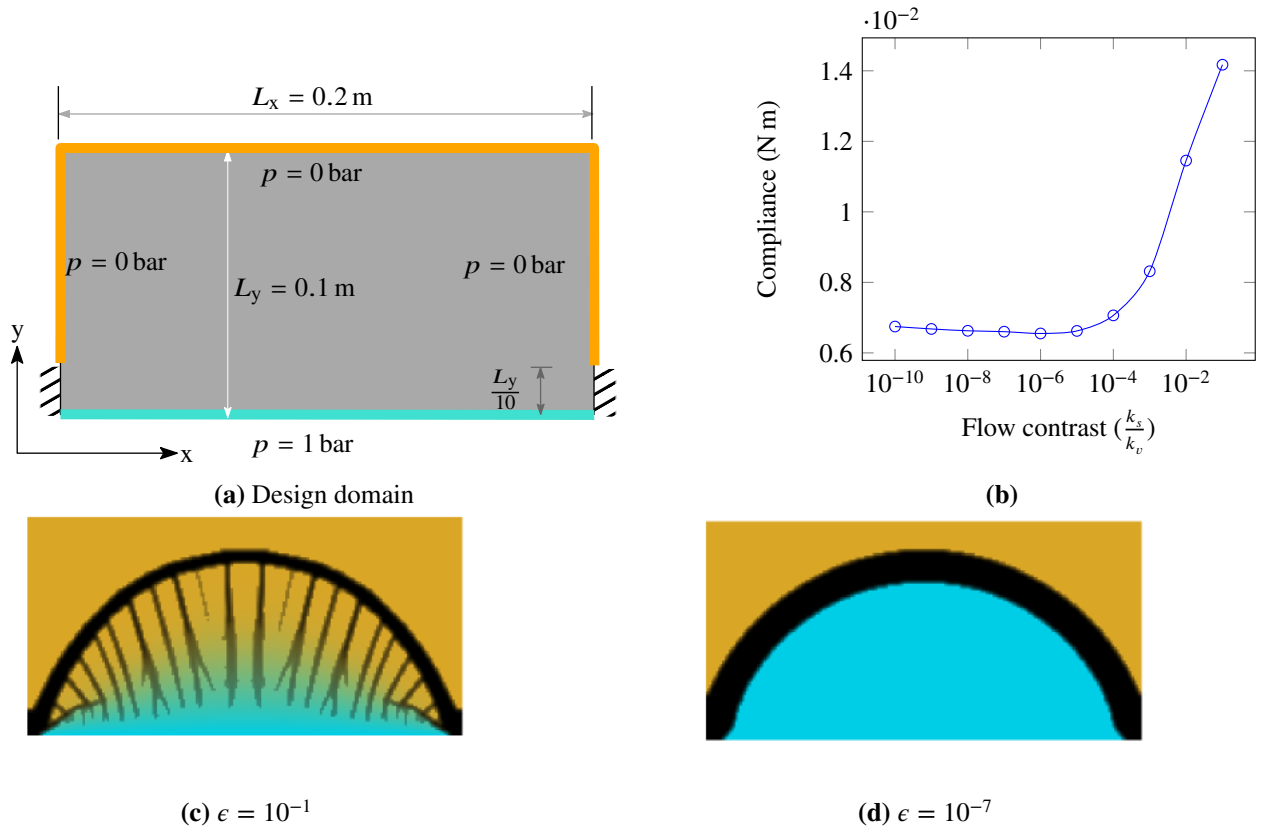 L_x = 0.2 m
p = 0 bar
p = 0 bar
p = 0 bar
L_y = 0.1 m
y
L_y/10
x
p = 1 bar
(a) Design domain
·10⁻²
1.4
1.2
1
0.8
0.6
Compliance (N m)
10⁻¹⁰ 10⁻⁸ 10⁻⁶ 10⁻⁴ 10⁻²
Flow contrast (k_s/k_v)
(b)
(c) ϵ = 10⁻¹
(d) ϵ = 10⁻⁷